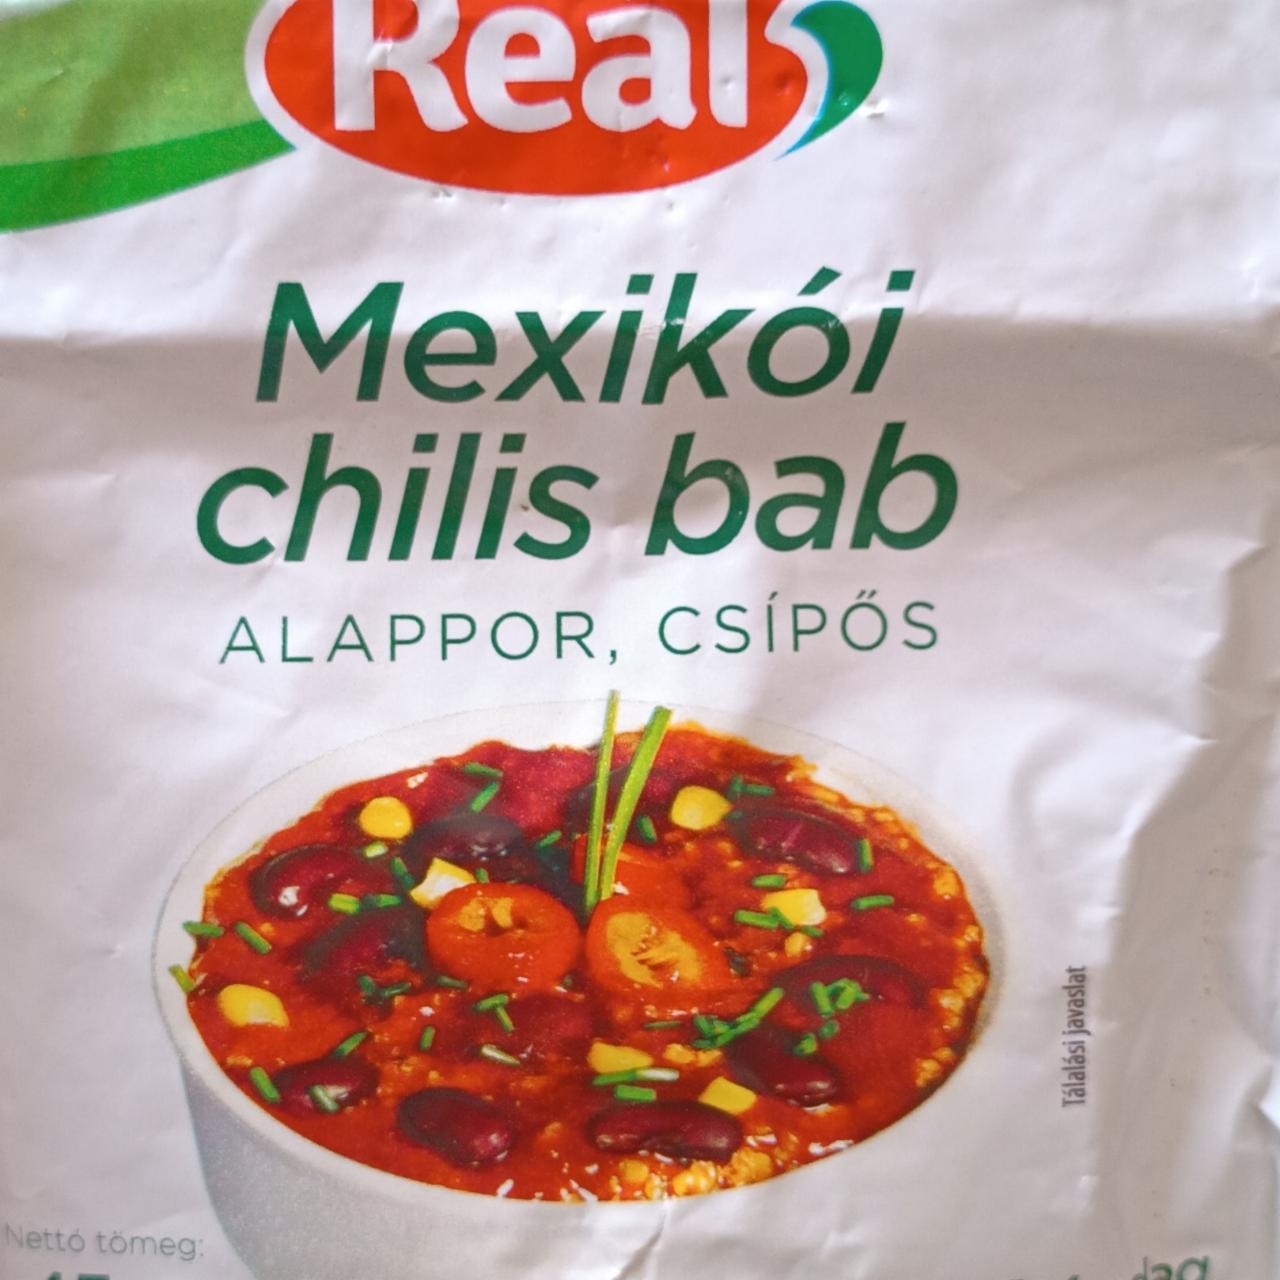 Real
Mexikói
chilis bab
ALAPPOR, CSÍPŐS
Tálalási javaslat
Nettó tömeg: